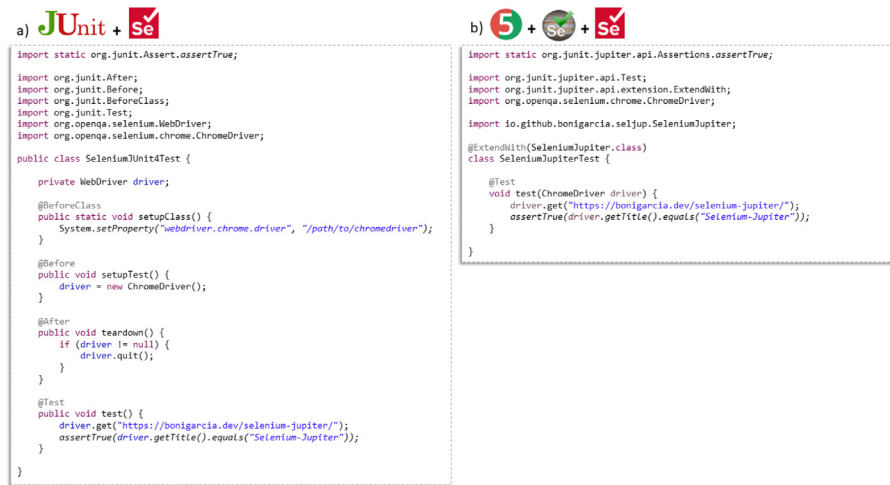 a) JUnit + Se
import static org.junit.Assert.assertTrue;
import org.junit.After;
import org.junit.Before;
import org.junit.BeforeClass;
import org.junit.Test;
import org.openqa.selenium.WebDriver;
import org.openqa.selenium.chrome.ChromeDriver;
public class SeleniumJUnit4Test {
private WebDriver driver;
@BeforeClass
public static void setupClass() {
System.setProperty("webdriver.chrome.driver", "/path/to/chromedriver");
}
@Before
public void setupTest() {
driver = new ChromeDriver();
}
@After
public void teardown() {
if (driver != null) {
driver.quit();
}
}
@Test
public void test() {
driver.get("https://bonigarcia.dev/selenium-jupiter/");
assertTrue(driver.getTitle().equals("Selenium-Jupiter"));
}
}
b) 5 + Se + Se
import static org.junit.jupiter.api.Assertions.assertTrue;
import org.junit.jupiter.api.Test;
import org.junit.jupiter.api.extension.ExtendWith;
import org.openqa.selenium.chrome.ChromeDriver;
import io.github.bonigarcia.seljup.SeleniumJupiter;
@ExtendWith(SeleniumJupiter.class)
class SeleniumJupiterTest {
@Test
void test(ChromeDriver driver) {
driver.get("https://bonigarcia.dev/selenium-jupiter/");
assertTrue(driver.getTitle().equals("Selenium-Jupiter"));
}
}